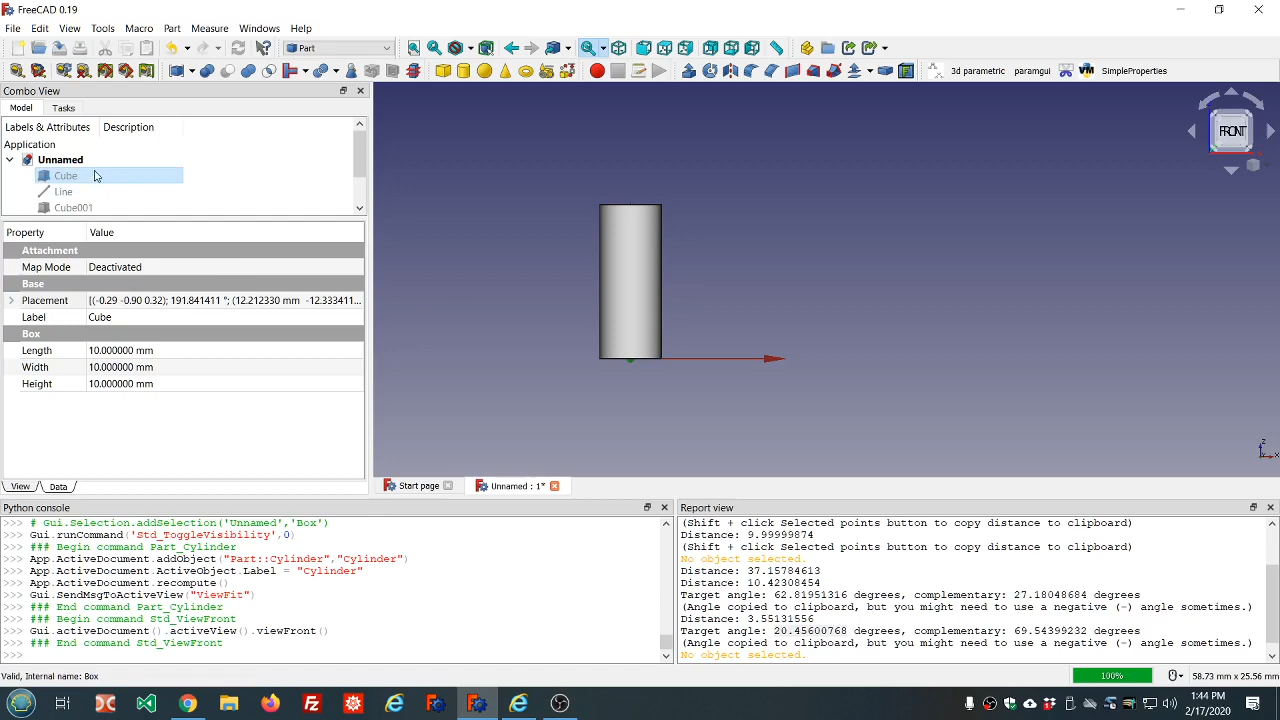 FreeCAD 0.19
File Edit View Tools Macro Part Measure Windows Help
Part
3d parametric paramgui VM SimpleProperties
Combo View
Model Tasks
Labels & Attributes Description
Application
Unnamed
Cube
Line
Cube001
Property Value
Attachment
Map Mode Deactivated
Base
Placement [(-0.29 -0.90 0.32); 191.841411 °; (12.212330 mm -12.333411...
Label Cube
Box
Length 10.000000 mm
Width 10.000000 mm
Height 10.000000 mm
View Data
FRONT
Start page Unnamed : 1*
Python console
>>> # Gui.Selection.addSelection('Unnamed','Box')
>>> Gui.runCommand('Std_ToggleVisibility',0)
>>> ### Begin command Part_Cylinder
>>> App.ActiveDocument.addObject("Part::Cylinder","Cylinder")
>>> App.ActiveDocument.ActiveObject.Label = "Cylinder"
>>> App.ActiveDocument.recompute()
>>> Gui.SendMsgToActiveView("ViewFit")
>>> ### End command Part_Cylinder
>>> ### Begin command Std_ViewFront
>>> Gui.activeDocument().activeView().viewFront()
>>> ### End command Std_ViewFront
>>>
Report view
(Shift + click Selected points button to copy distance to clipboard)
Distance: 9.99999874
(Shift + click Selected points button to copy distance to clipboard)
No object selected.
Distance: 37.15784613
Distance: 10.42308454
Target angle: 62.81951316 degrees, complementary: 27.18048684 degrees
(Angle copied to clipboard, but you might need to use a negative (-) angle sometimes.)
Distance: 3.55131556
Target angle: 20.45600768 degrees, complementary: 69.54399232 degrees
(Angle copied to clipboard, but you might need to use a negative (-) angle sometimes.)
No object selected.
Valid, Internal name: Box
100%
58.73 mm x 25.56 mm
1:44 PM
2/17/2020